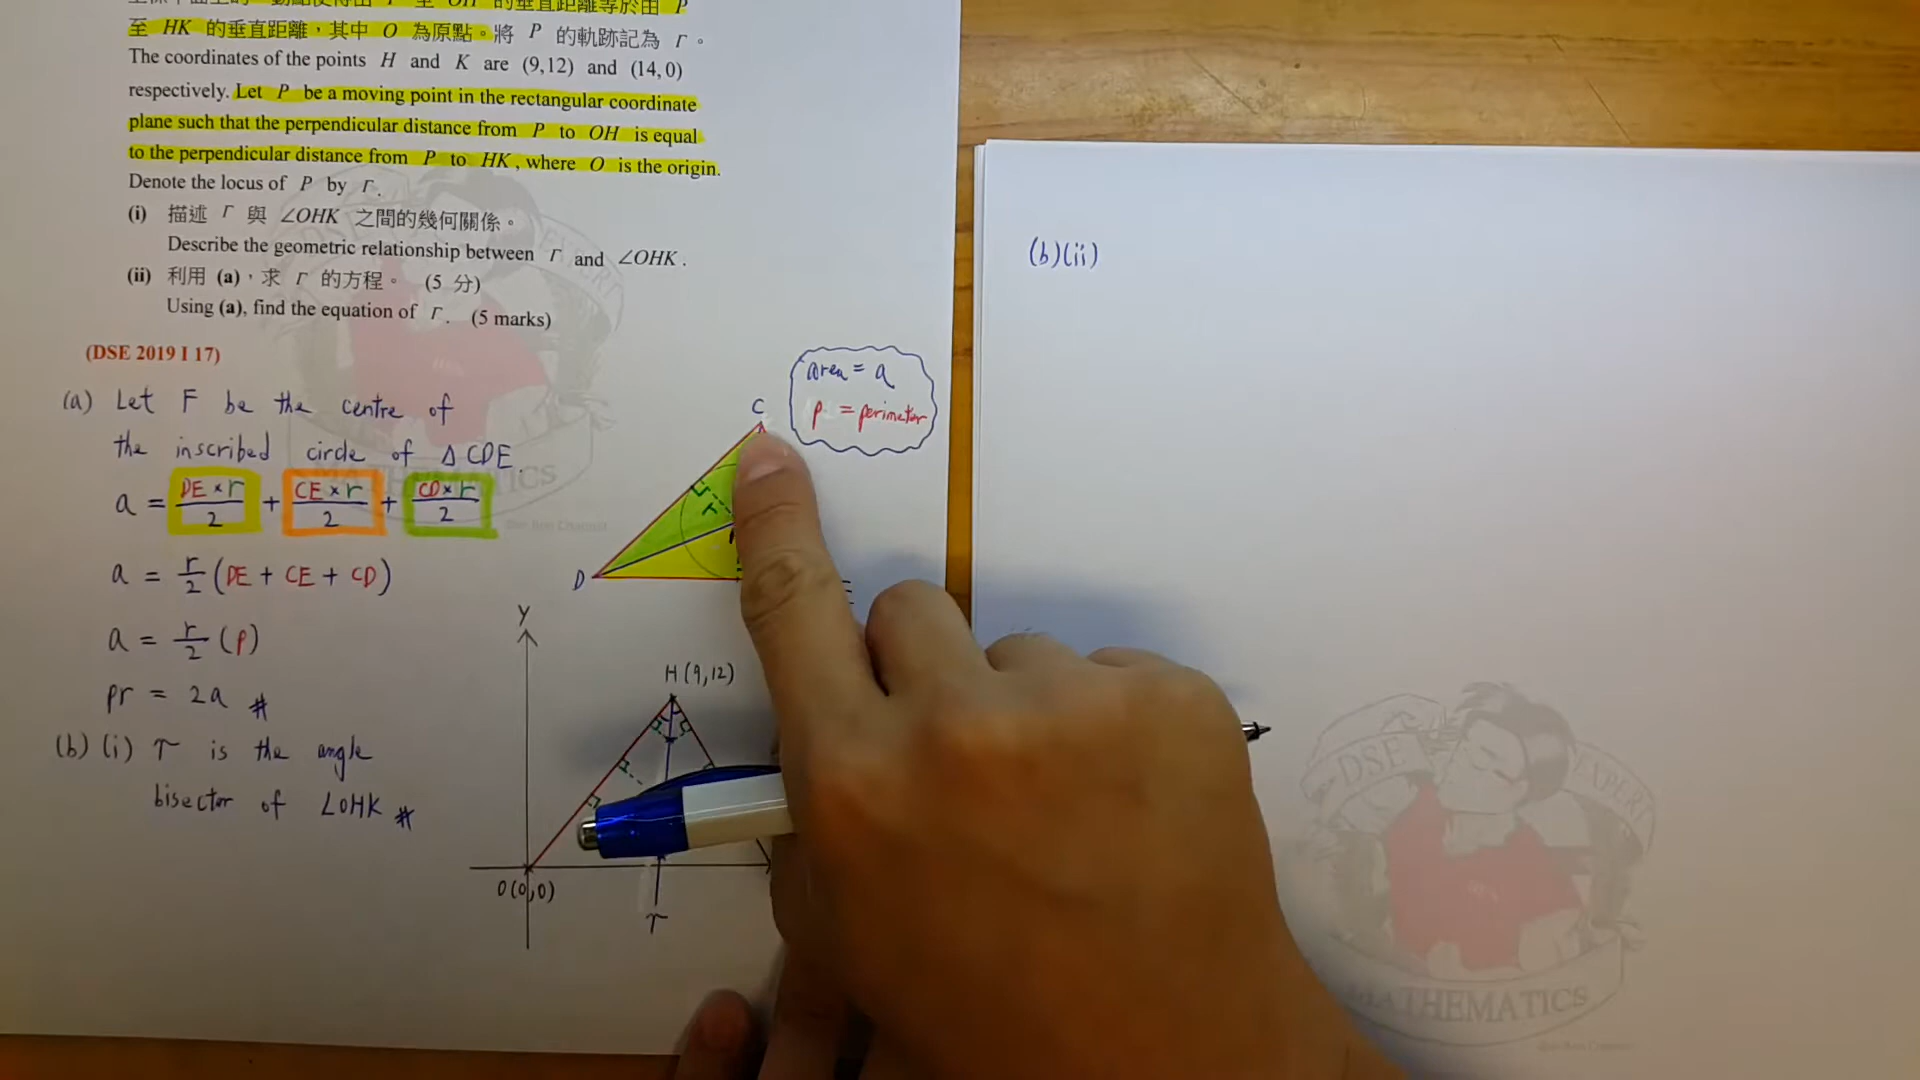 至 HK 的垂直距離,其中 O 為原點。將 P 的軌跡記為 Γ。
The coordinates of the points H and K are (9,12) and (14,0)
respectively. Let P be a moving point in the rectangular coordinate
plane such that the perpendicular distance from P to OH is equal
to the perpendicular distance from P to HK, where O is the origin.
Denote the locus of P by Γ.
(i) 描述 Γ 與 ∠OHK 之間的幾何關係。
Describe the geometric relationship between Γ and ∠OHK.
(ii) 利用 (a),求 Γ 的方程。 (5 分)
Using (a), find the equation of Γ. (5 marks)
(DSE 2019 I 17)
(a) Let F be the centre of
the inscribed circle of Δ CDE.
a = DE×r/2 + CE×r/2 + CD×r/2
a = r/2 (DE + CE + CD)
a = r/2 (p)
pr = 2a #
(b) (i) Γ is the angle
bisector of ∠OHK #
area = a
p = perimeter
C
D
r
y
H (9,12)
O(0,0)
Γ
(b)(ii)
DSE EXPERT
MATHEMATICS